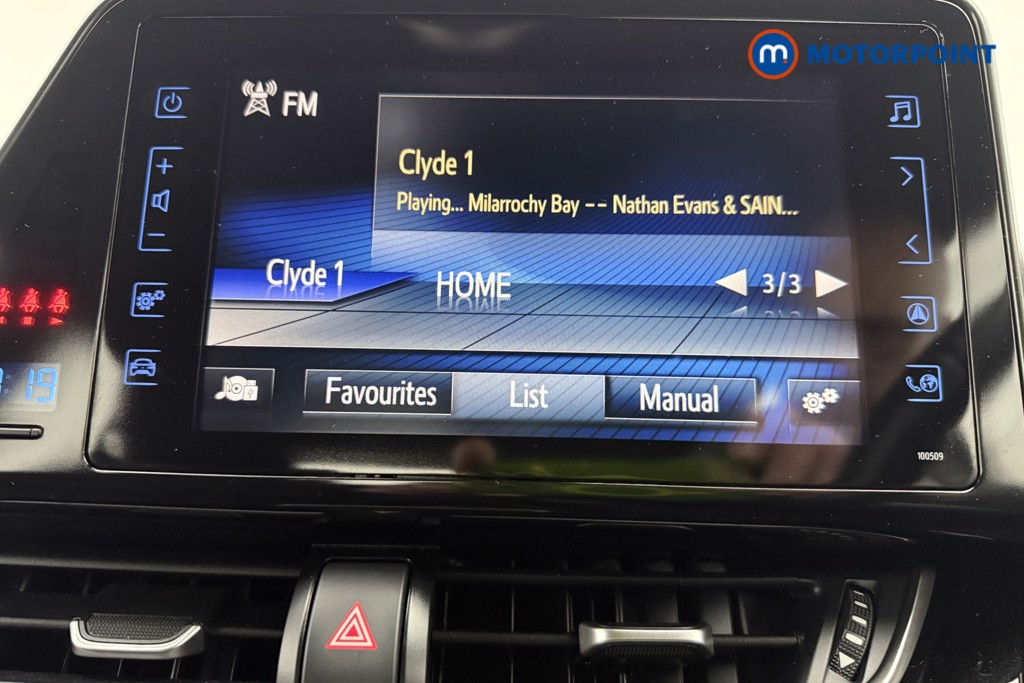 m MOTORPOINT
FM
Clyde 1
Playing... Milarrochy Bay -- Nathan Evans & SAIN...
Clyde 1 HOME 3/3
Favourites List Manual
19
100509